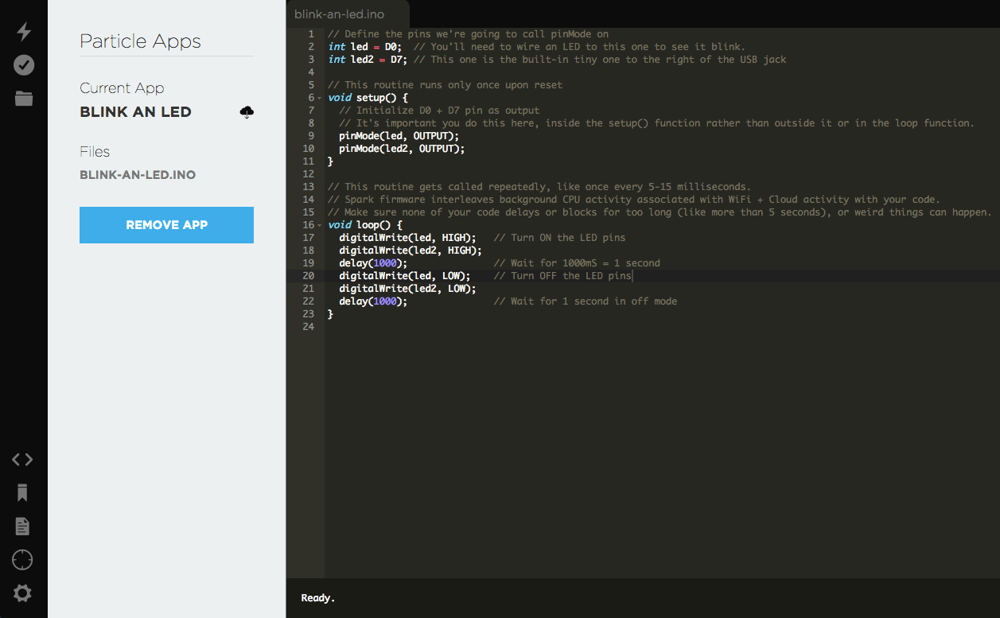 Particle Apps
Current App
BLINK AN LED
Files
BLINK-AN-LED.INO
REMOVE APP
blink-an-led.ino
1 // Define the pins we're going to call pinMode on
2 int led = D0;  // You'll need to wire an LED to this one to see it blink.
3 int led2 = D7; // This one is the built-in tiny one to the right of the USB jack
4
5 // This routine runs only once upon reset
6 void setup() {
7   // Initialize D0 + D7 pin as output
8   // It's important you do this here, inside the setup() function rather than outside it or in the loop function.
9   pinMode(led, OUTPUT);
10   pinMode(led2, OUTPUT);
11 }
12
13 // This routine gets called repeatedly, like once every 5-15 milliseconds.
14 // Spark firmware interleaves background CPU activity associated with WiFi + Cloud activity with your code.
15 // Make sure none of your code delays or blocks for too long (like more than 5 seconds), or weird things can happen.
16 void loop() {
17   digitalWrite(led, HIGH);   // Turn ON the LED pins
18   digitalWrite(led2, HIGH);
19   delay(1000);               // Wait for 1000mS = 1 second
20   digitalWrite(led, LOW);    // Turn OFF the LED pins
21   digitalWrite(led2, LOW);
22   delay(1000);               // Wait for 1 second in off mode
23 }
24
Ready.